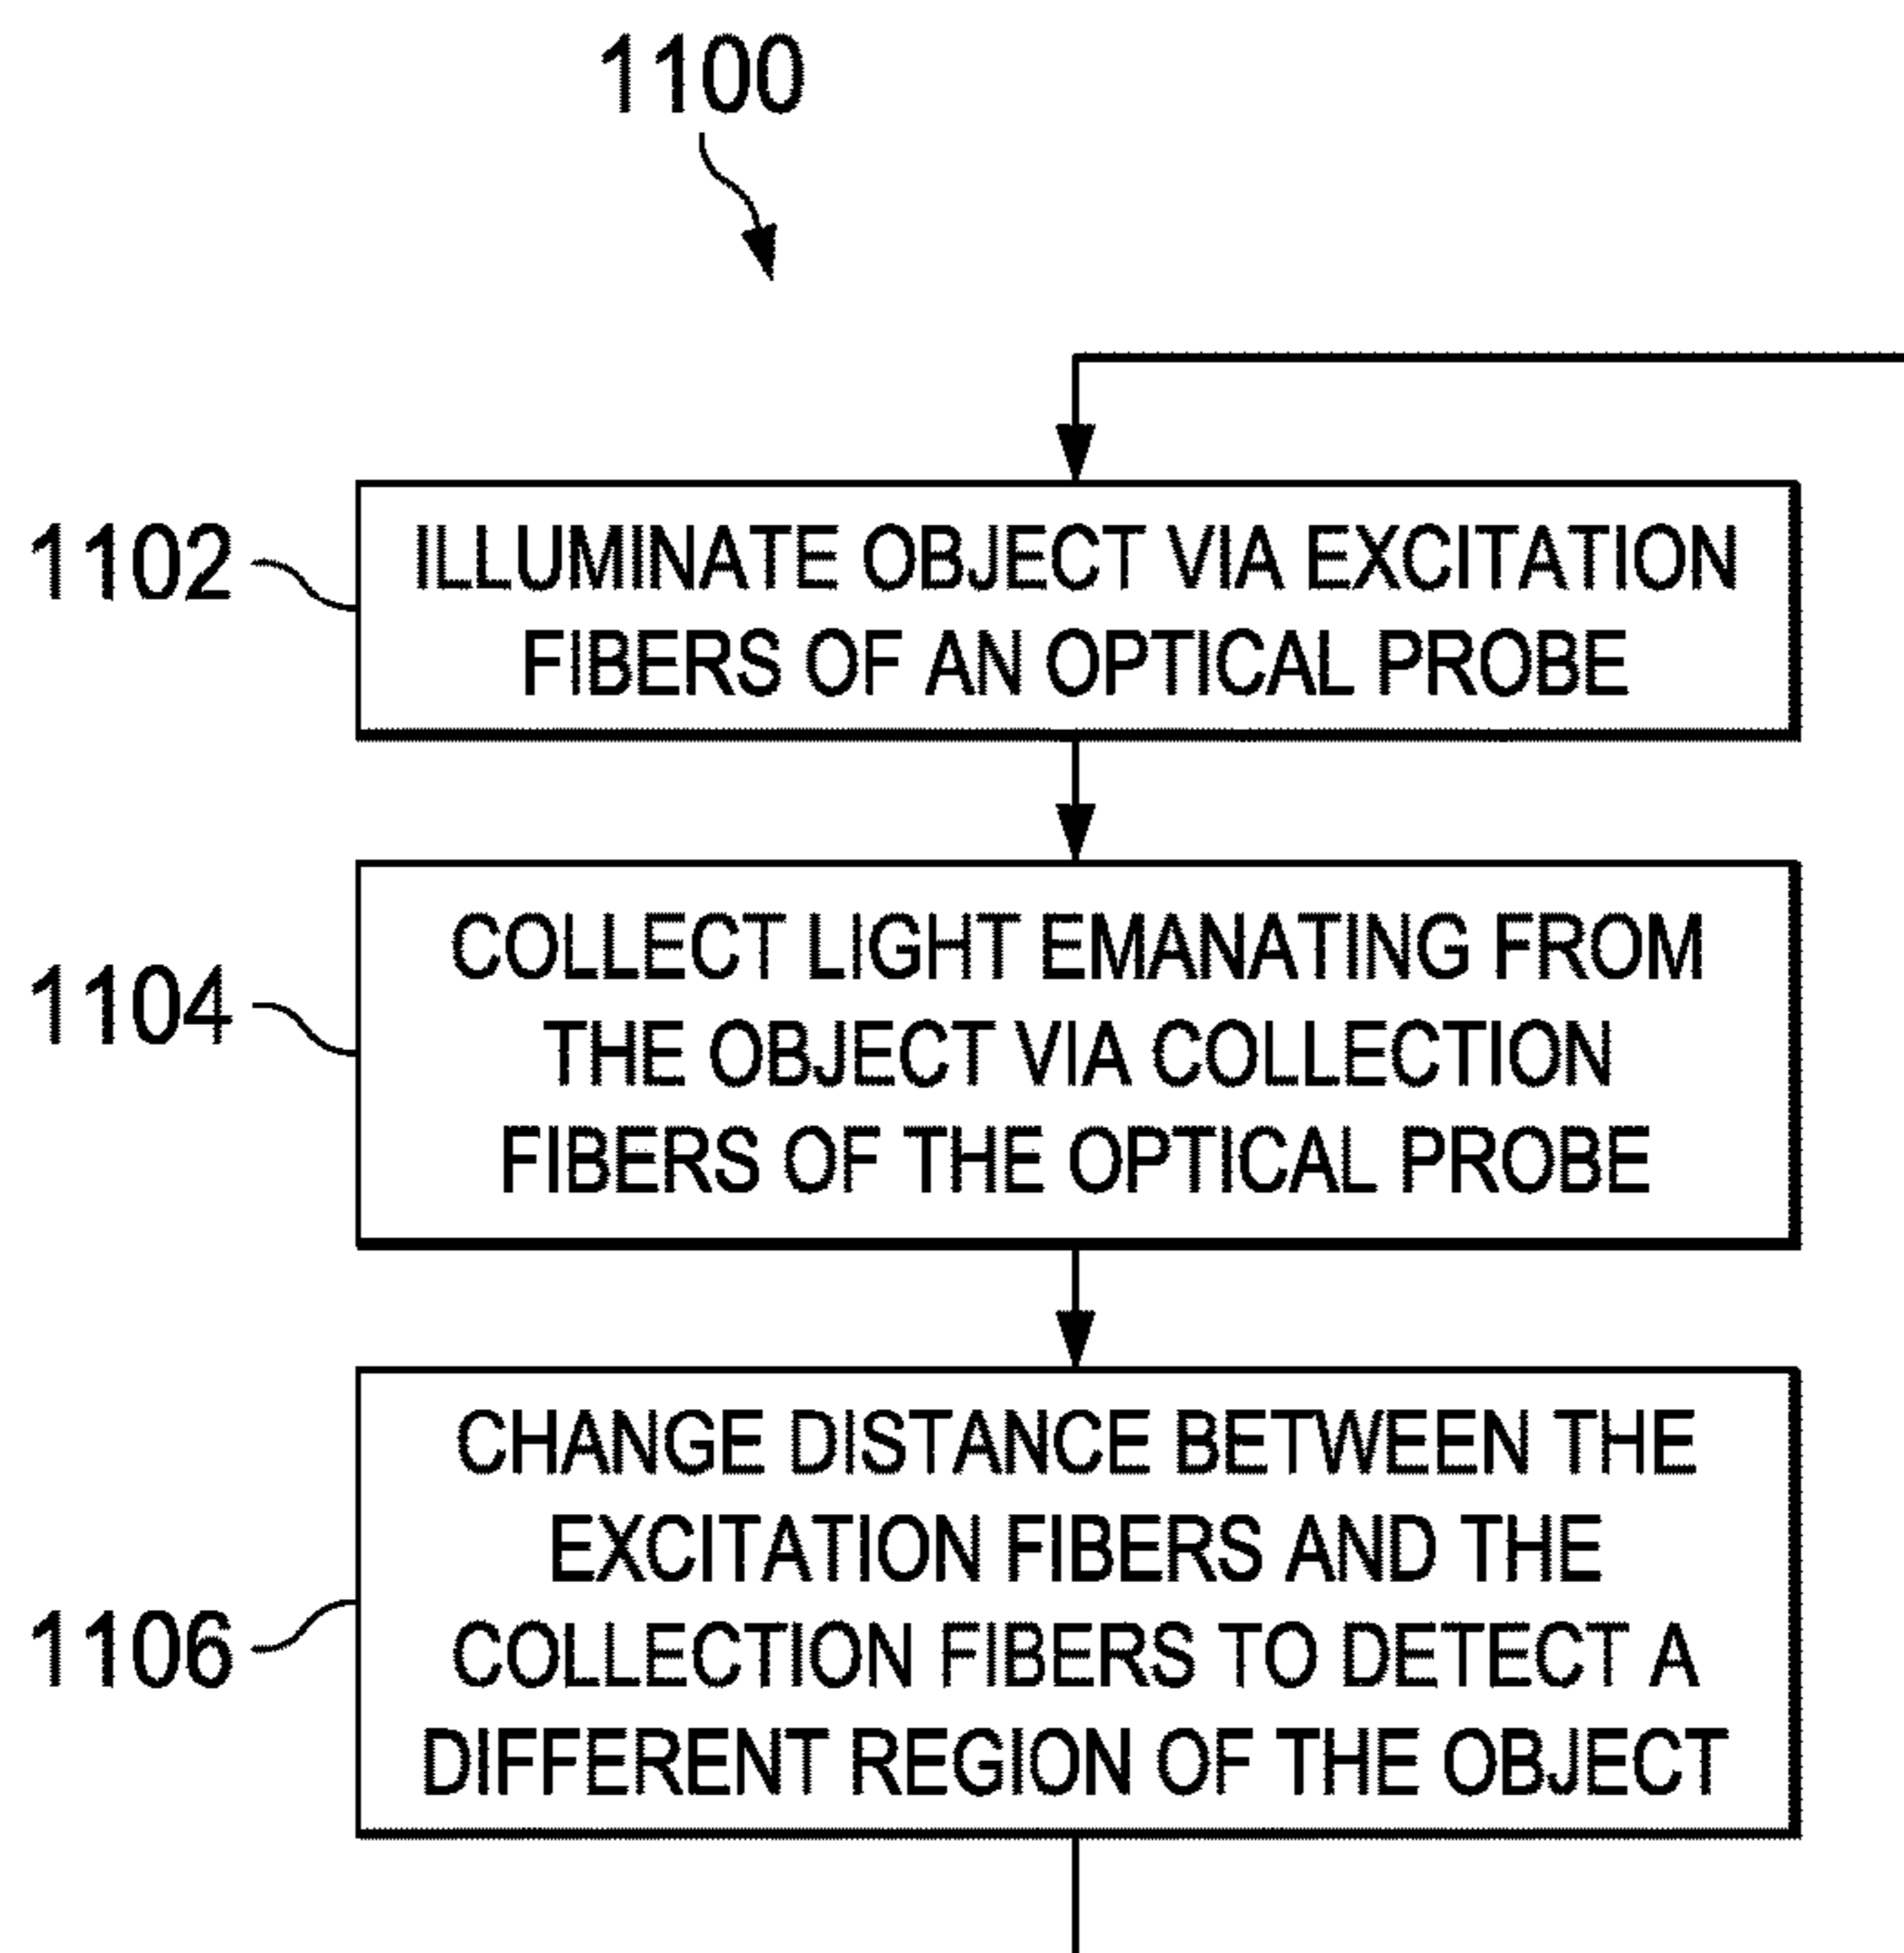 1100
1102
ILLUMINATE OBJECT VIA EXCITATION
FIBERS OF AN OPTICAL PROBE
1104
COLLECT LIGHT EMANATING FROM
THE OBJECT VIA COLLECTION
FIBERS OF THE OPTICAL PROBE
1106
CHANGE DISTANCE BETWEEN THE
EXCITATION FIBERS AND THE
COLLECTION FIBERS TO DETECT A
DIFFERENT REGION OF THE OBJECT